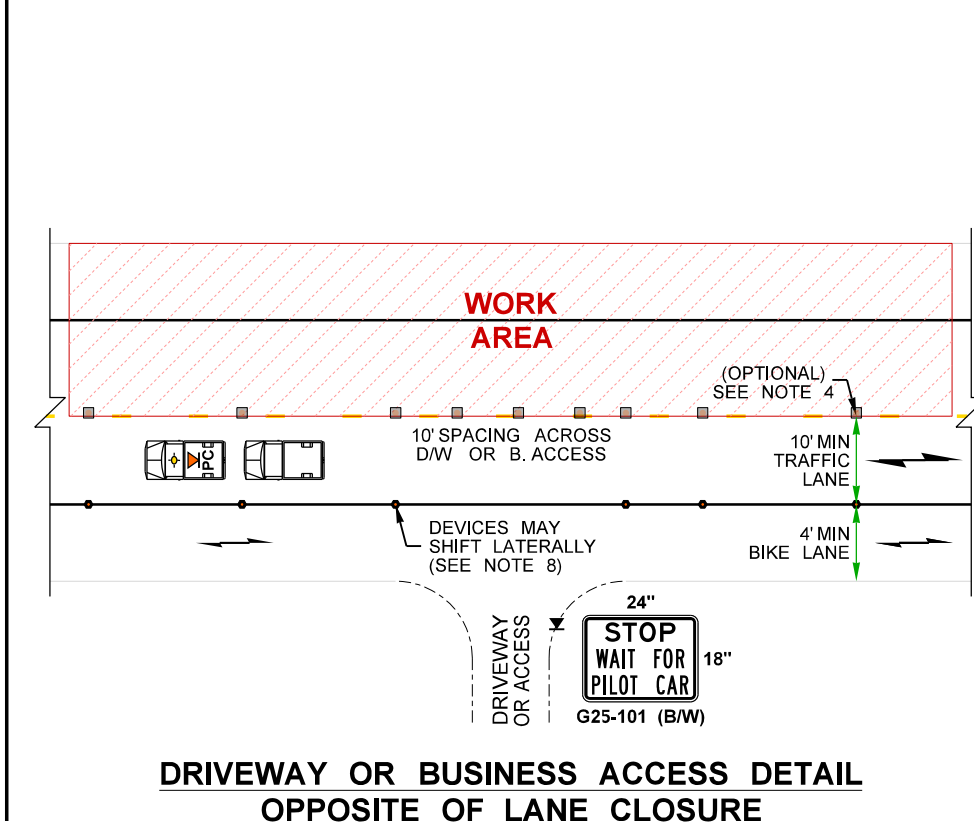 WORK
AREA
(OPTIONAL)
SEE NOTE 4
10' SPACING ACROSS
D/W OR B. ACCESS
10' MIN
TRAFFIC
LANE
PC
DEVICES MAY
SHIFT LATERALLY
(SEE NOTE 8)
4' MIN
BIKE LANE
DRIVEWAY
OR ACCESS
24"
STOP
WAIT FOR
PILOT CAR
18"
G25-101 (B/W)
DRIVEWAY OR BUSINESS ACCESS DETAIL
OPPOSITE OF LANE CLOSURE